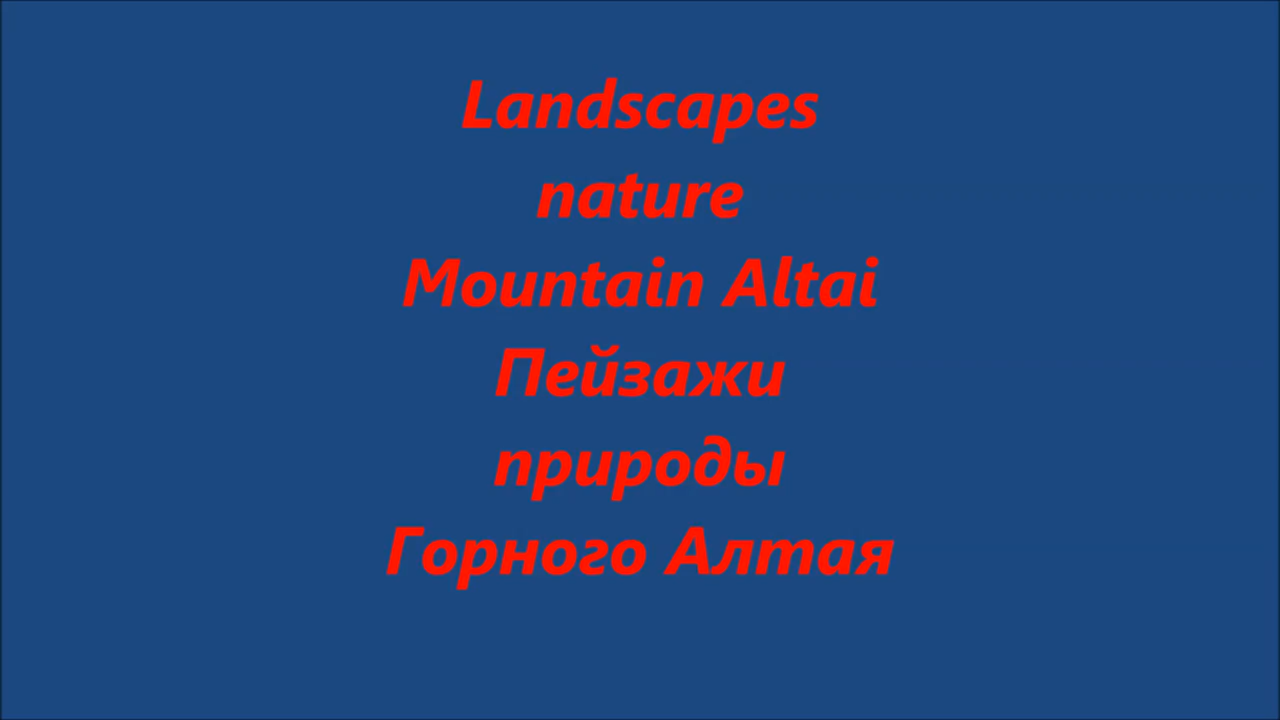 Landscapes
nature
Mountain Altai
Пейзажи
природы
Горного Алтая